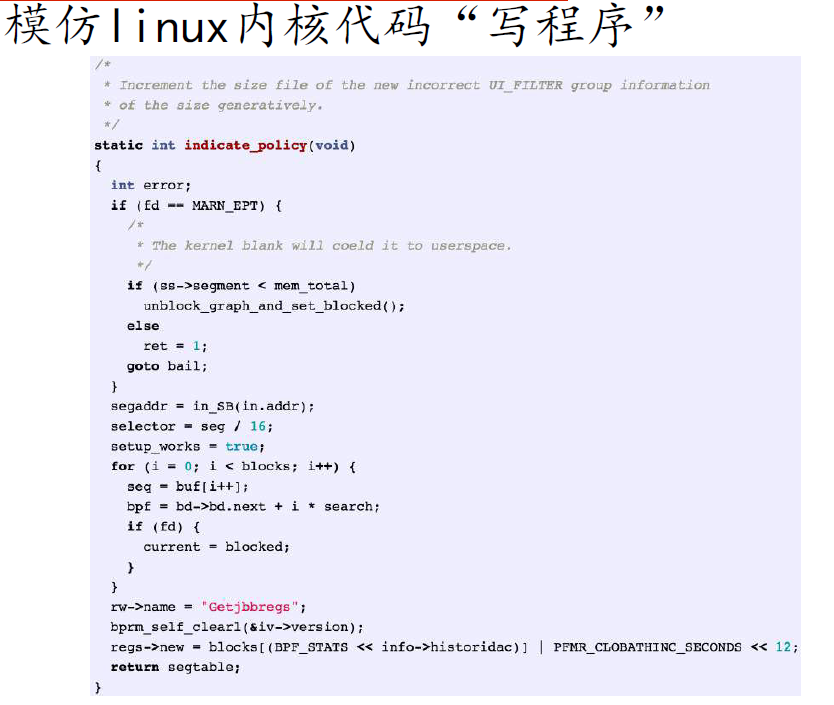 模仿linux内核代码“写程序”
/*
 * Increment the size file of the new incorrect UI_FILTER group information
 * of the size generatively.
 */
static int indicate_policy(void)
{
  int error;
  if (fd == MARN_EPT) {
    /*
     * The kernel blank will coeld it to userspace.
     */
    if (ss->segment < mem_total)
      unblock_graph_and_set_blocked();
    else
      ret = 1;
    goto bail;
  }
  segaddr = in_SB(in.addr);
  selector = seg / 16;
  setup_works = true;
  for (i = 0; i < blocks; i++) {
    seq = buf[i++];
    bpf = bd->bd.next + i * search;
    if (fd) {
      current = blocked;
    }
  }
  rw->name = "Getjbbregs";
  bprm_self_clearl(&iv->version);
  regs->new = blocks[(BPF_STATS << info->historidac)] | PFMR_CLOBATHINC_SECONDS << 12;
  return segtable;
}